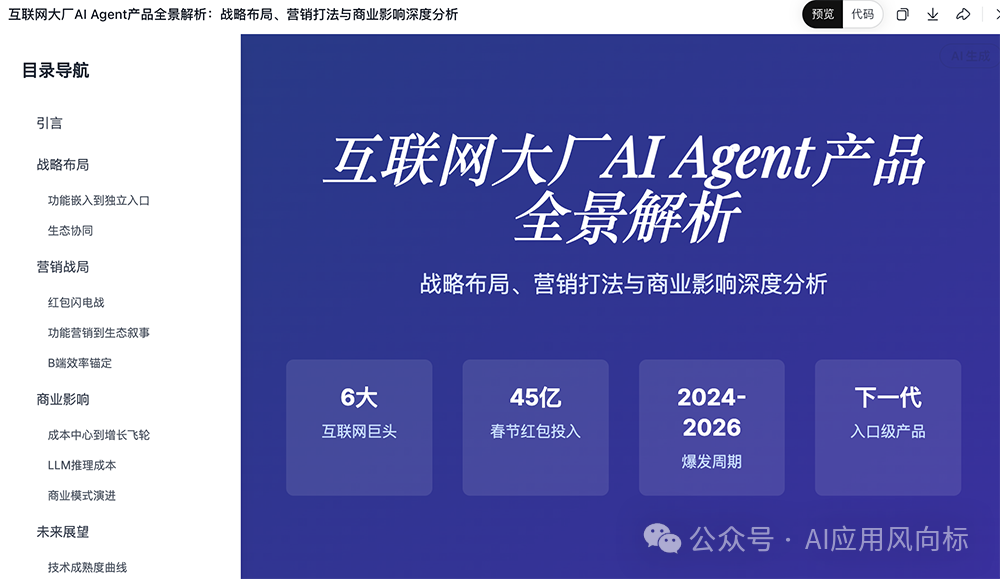 互联网大厂AI Agent产品全景解析：战略布局、营销打法与商业影响深度分析
预览
代码
目录导航
引言
战略布局
功能嵌入到独立入口
生态协同
营销战局
红包闪电战
功能营销到生态叙事
B端效率锚定
商业影响
成本中心到增长飞轮
LLM推理成本
商业模式演进
未来展望
技术成熟度曲线
AI 生成
互联网大厂AI Agent产品
全景解析
战略布局、营销打法与商业影响深度分析
6大
互联网巨头
45亿
春节红包投入
2024-
2026
爆发周期
下一代
入口级产品
公众号 · AI应用风向标